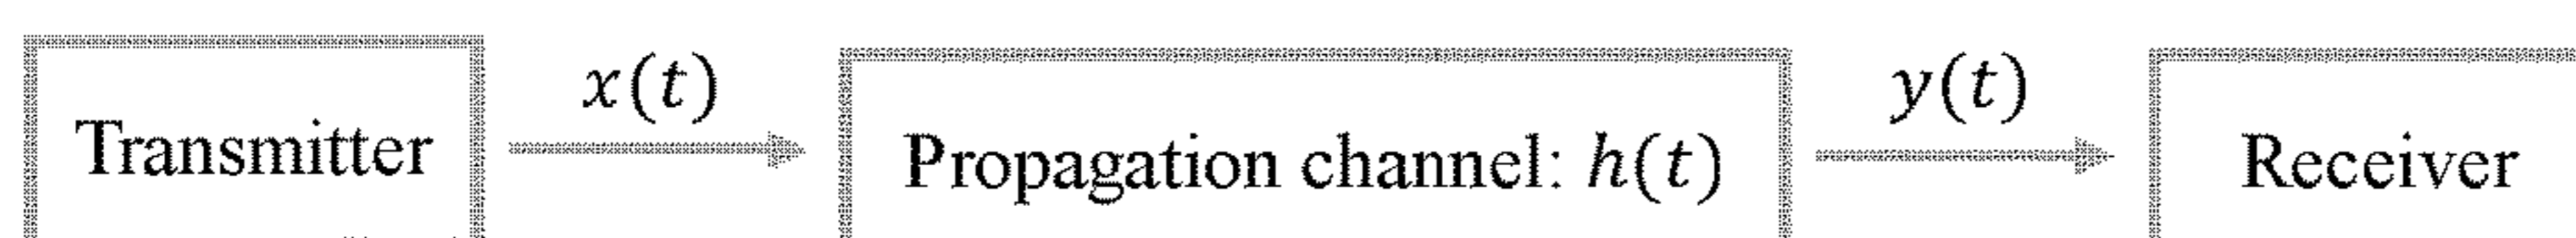 x(t) y(t)
Transmitter Propagation channel: h(t) Receiver